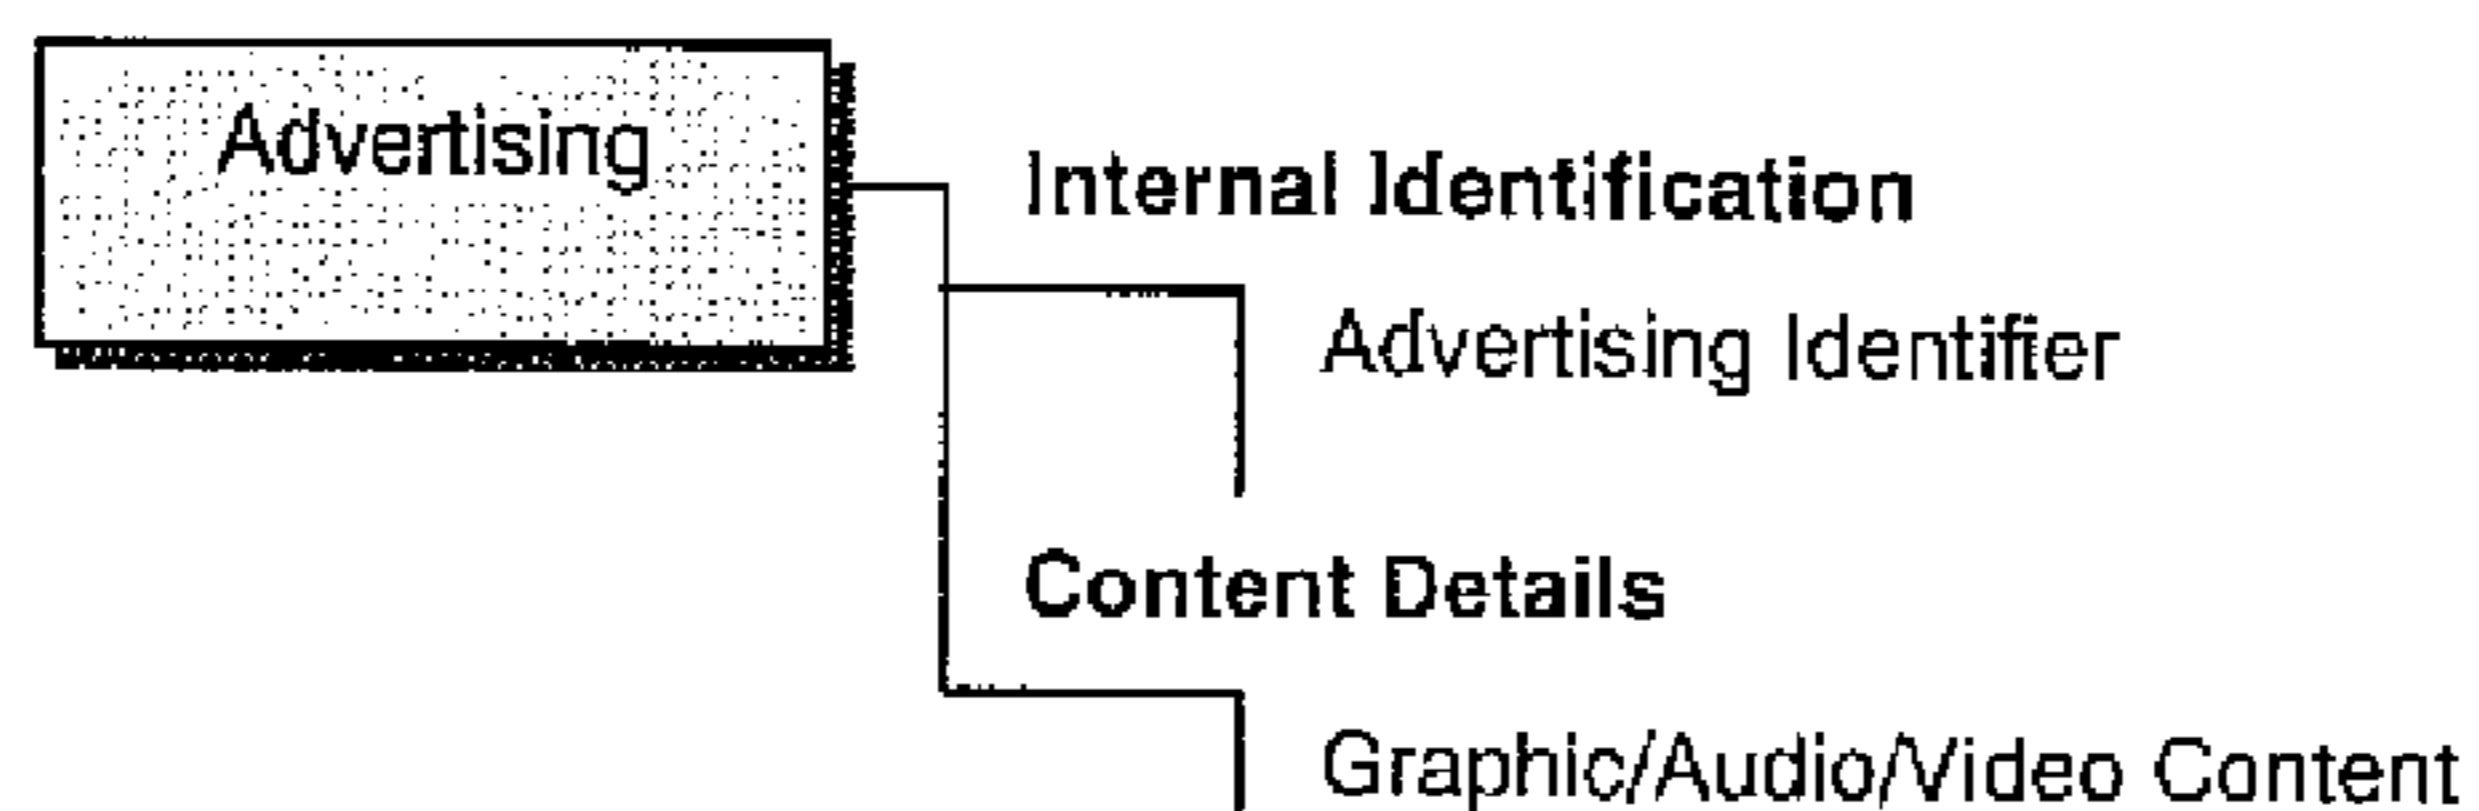 Advertising
Internal Identification
Advertising Identifier
Content Details
Graphic/Audio/Video Content